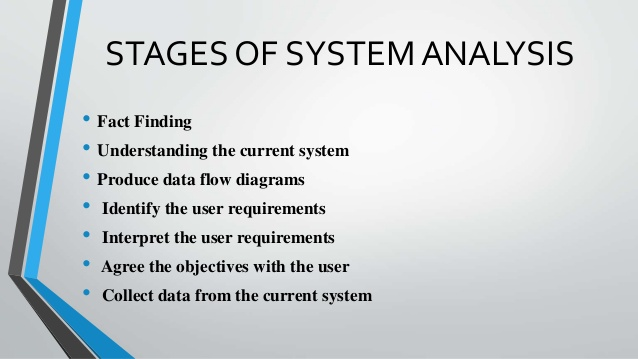 STAGES OF SYSTEM ANALYSIS
• Fact Finding
• Understanding the current system
• Produce data flow diagrams
• Identify the user requirements
• Interpret the user requirements
• Agree the objectives with the user
• Collect data from the current system